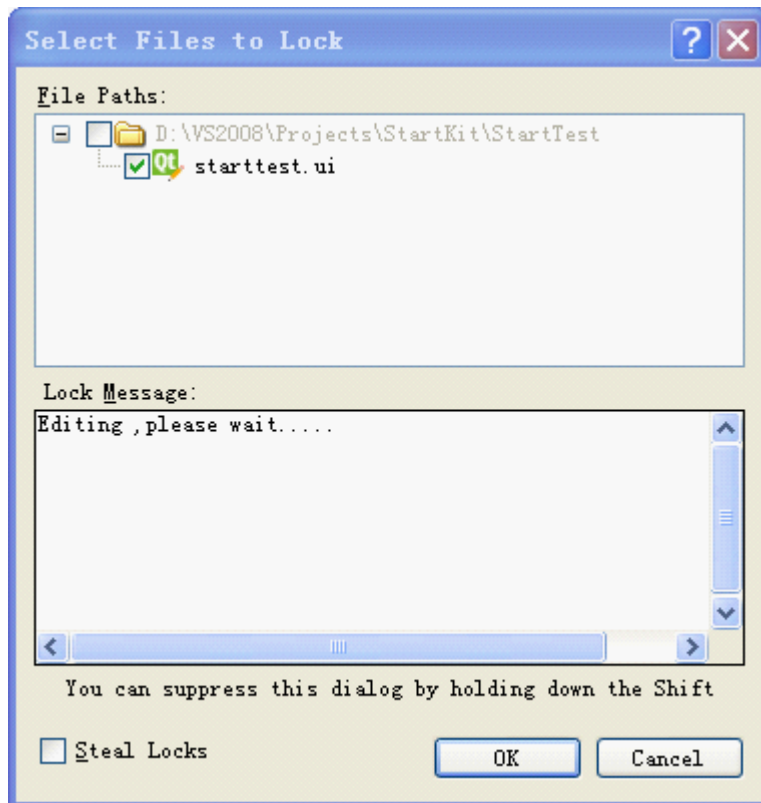 Select Files to Lock
File Paths:
D:\VS2008\Projects\StartKit\StartTest
Qt starttest.ui
Lock Message:
Editing ,please wait.....
You can suppress this dialog by holding down the Shift
Steal Locks
OK
Cancel